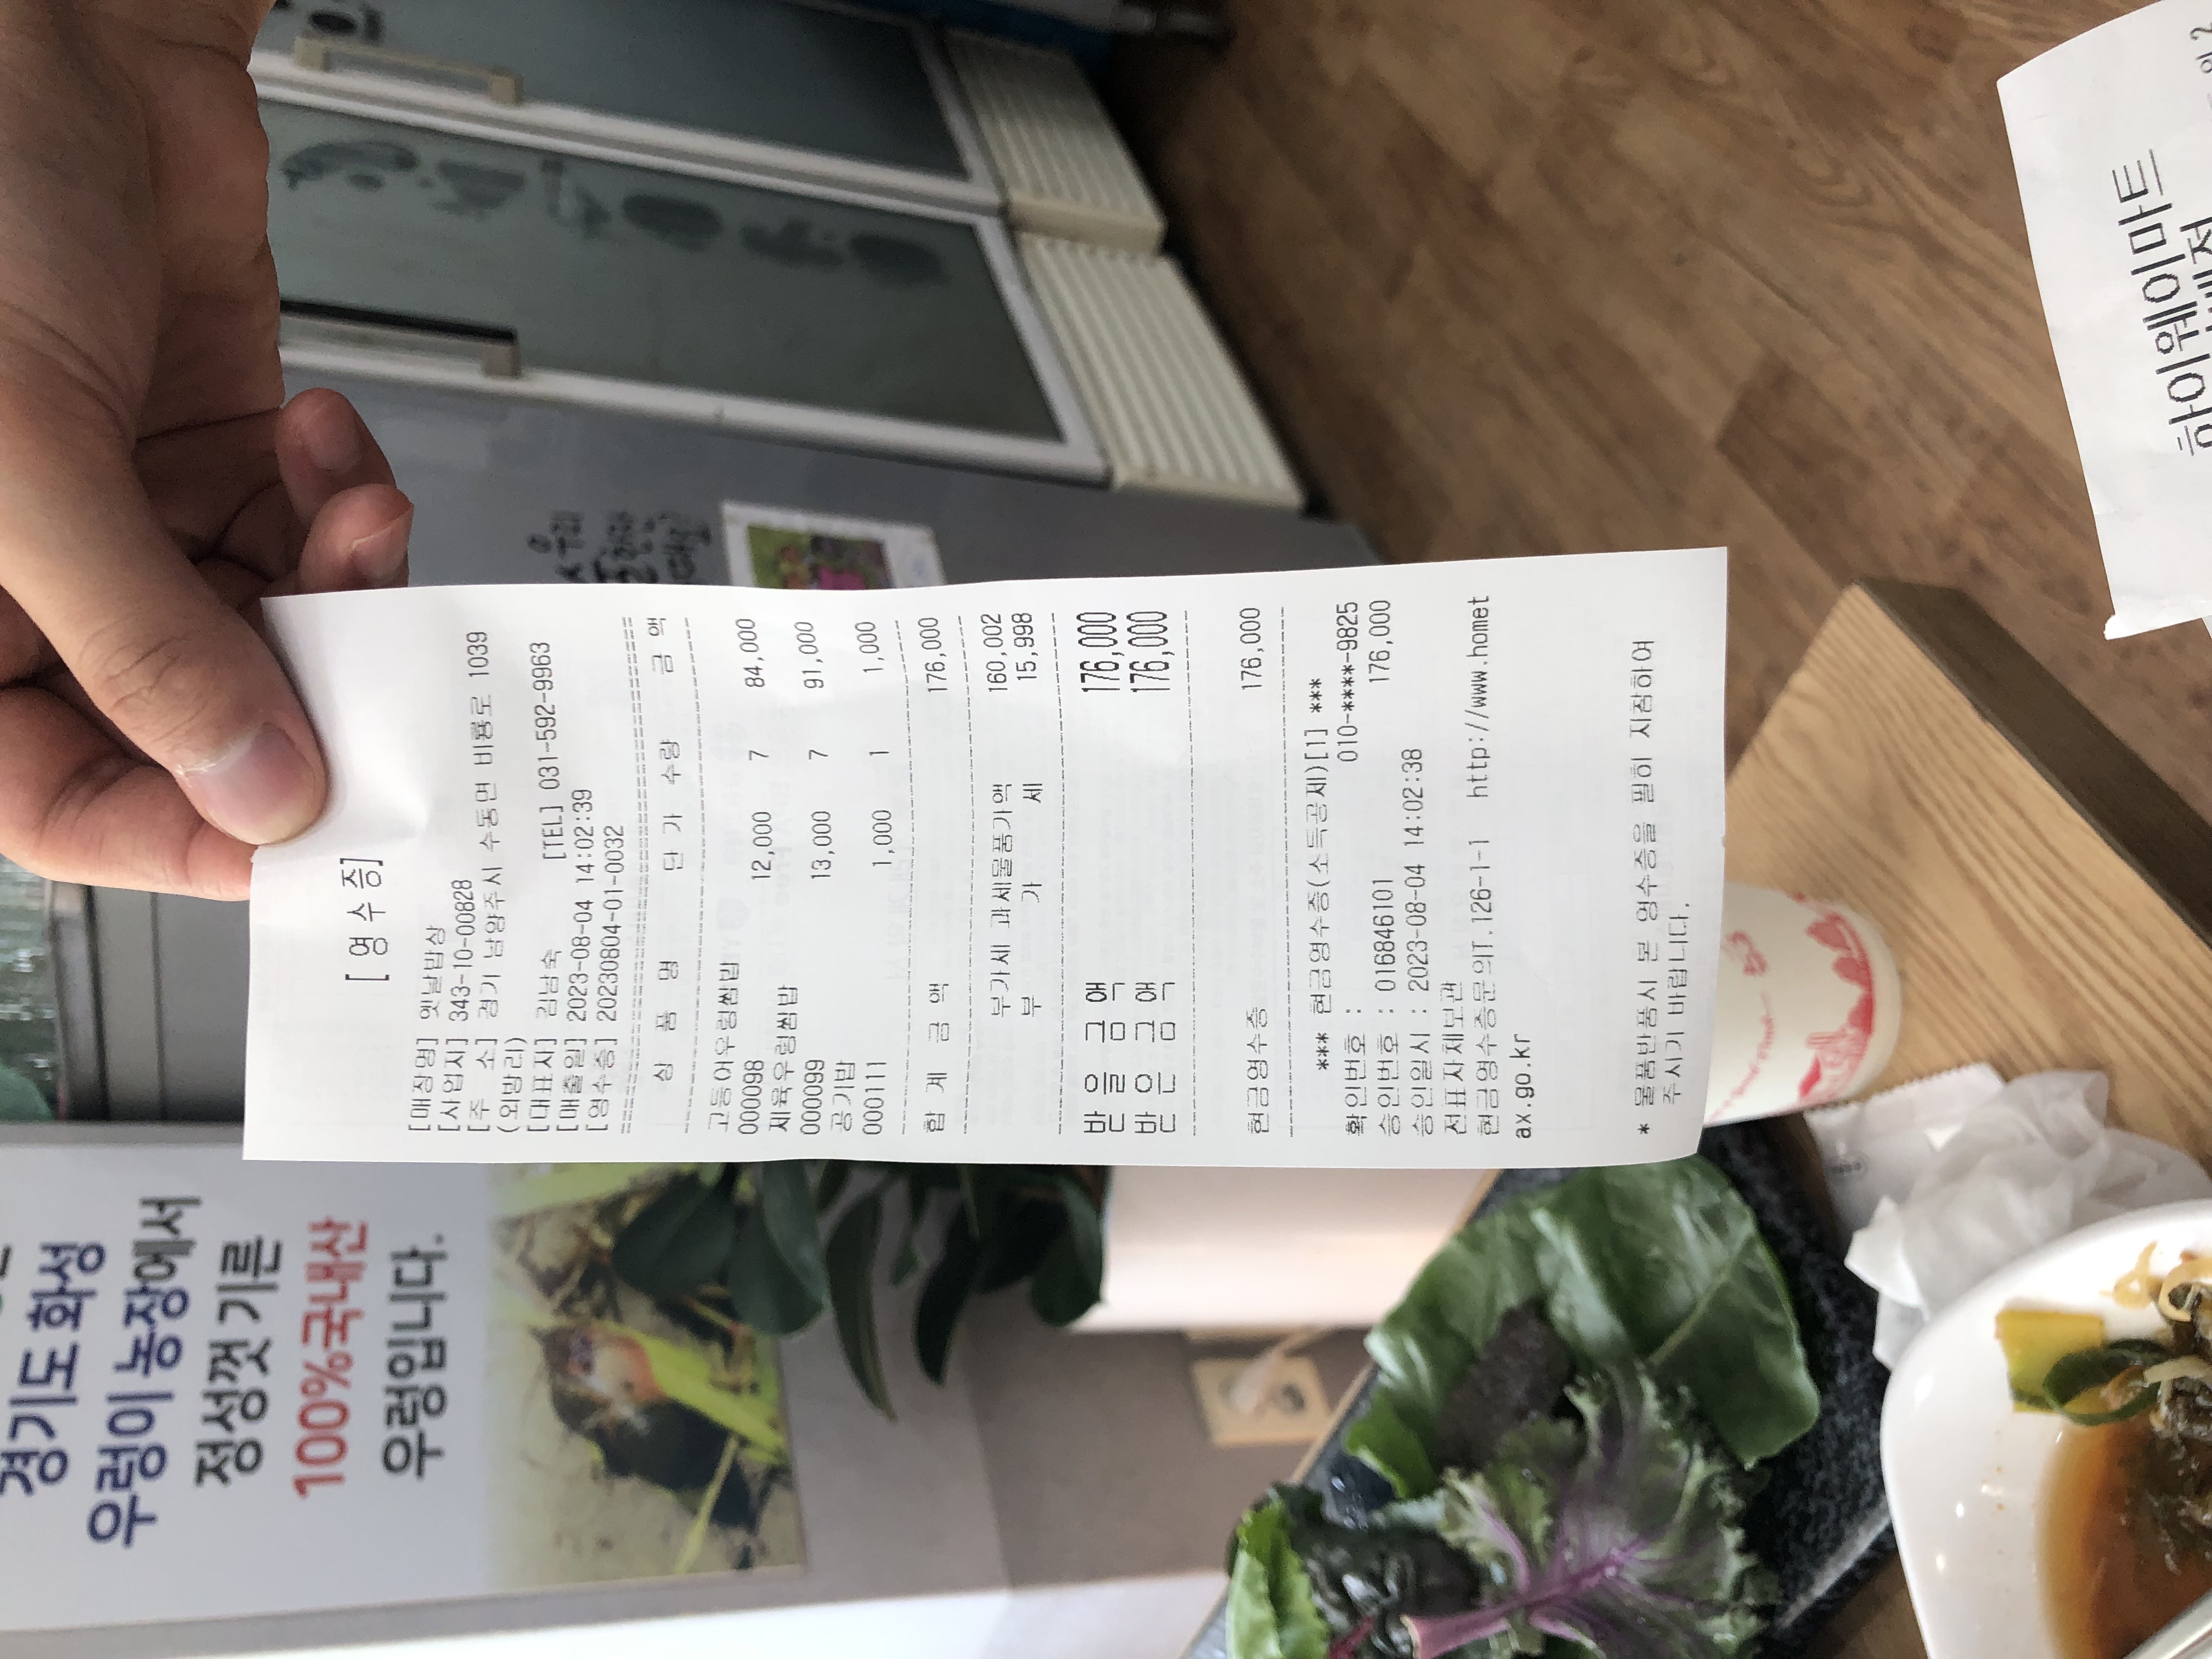 경기도 화성
우렁이 농장에서
정성껏 기른
100%국내산
우렁입니다.
[ 영 수 증]
[매장명] 옛날밥상
[사업자] 343-10-00828
[주 소] 경기 남양주시 수동면 비룡로 1039
(외방리)
[대표자] 김남숙 [TEL] 031-592-9963
[매출일] 2023-08-04 14:02:39
[영수증] 20230804-01-0032
상 품 명 단 가 수량 금 액
고등어우렁쌈밥
000098 12,000 7 84,000
제육우렁쌈밥
000099 13,000 7 91,000
공기밥
000111 1,000 1 1,000
합 계 금 액 176,000
부가세 과세물품가액 160,002
부 가 세 15,998
받 을 금 액 176,000
받 은 금 액 176,000
현금영수증 176,000
*** 현금영수증(소득공제)[1] ***
확인번호 : 010-****-9825
승인번호 : 016846101 176,000
승인일시 : 2023-08-04 14:02:38
전표자체보관
현금영수증문의T.126-1-1 http://www.homet
ax.go.kr
* 물품반품시 본 영수증을 필히 지참하여
주시기 바랍니다.
하이웨이마트